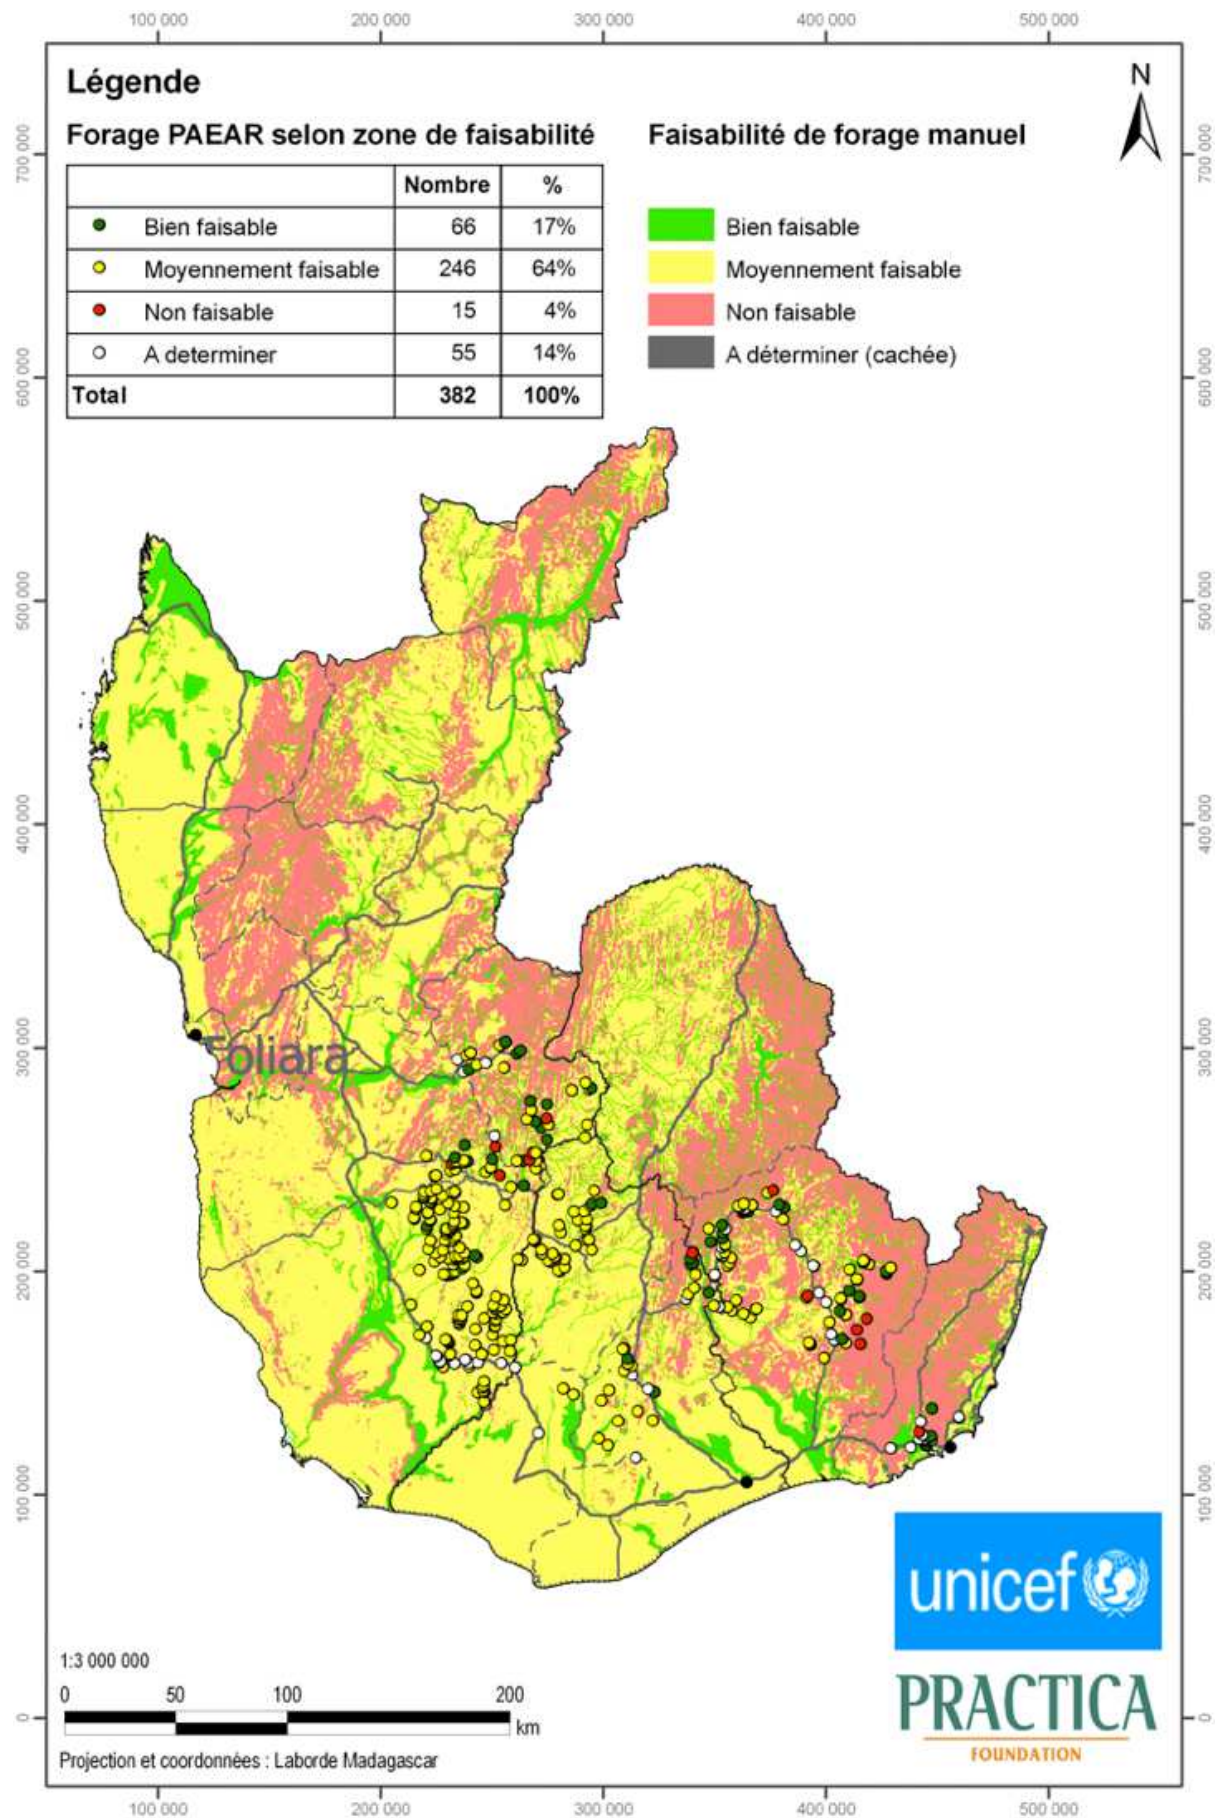 100 000 200 000 300 000 400 000 500 000
Légende
N
Forage PAEAR selon zone de faisabilité
Faisabilité de forage manuel
Nombre %
Bien faisable 66 17%
Moyennement faisable 246 64%
Non faisable 15 4%
A determiner 55 14%
Total 382 100%
Bien faisable
Moyennement faisable
Non faisable
A déterminer (cachée)
700 000
600 000
500 000
400 000
300 000
200 000
100 000
0
700 000
600 000
500 000
400 000
300 000
200 000
100 000
0
Toliara
unicef
PRACTICA
FOUNDATION
1:3 000 000
0 50 100 200
km
Projection et coordonnées : Laborde Madagascar
100 000 200 000 300 000 400 000 500 000